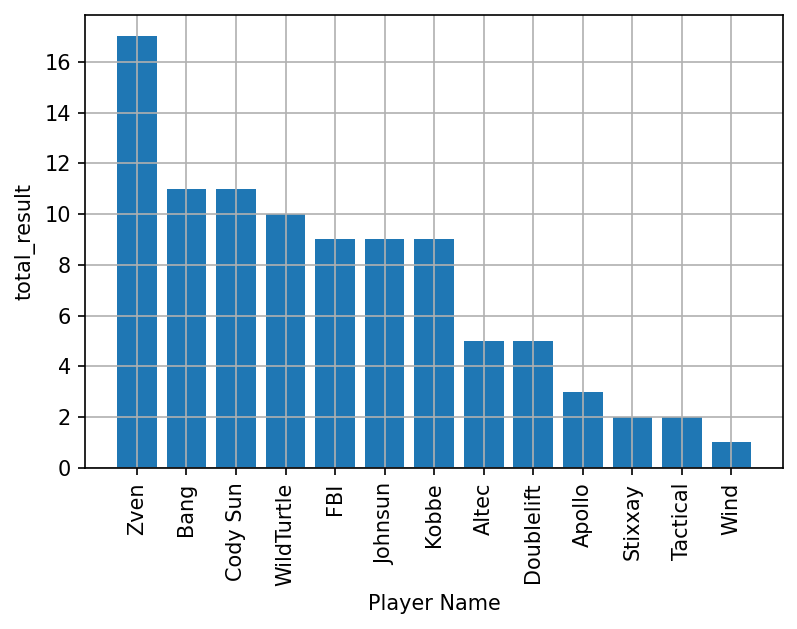 total_result
16
14
12
10
8
6
4
2
0
Zven
Bang
Cody Sun
WildTurtle
FBI
Johnsun
Kobbe
Altec
Doublelift
Apollo
Stixxay
Tactical
Wind
Player Name